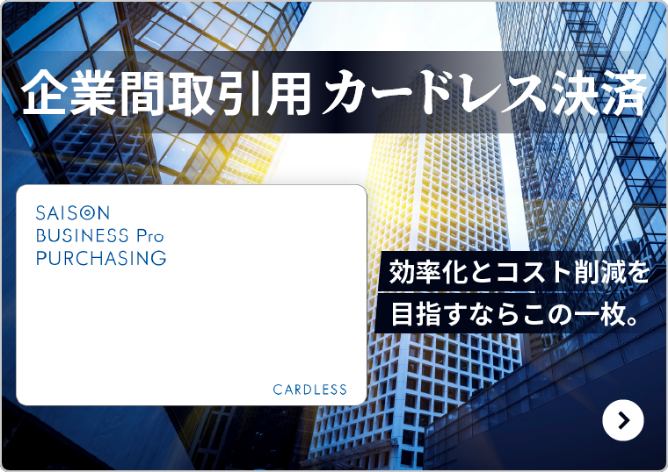 企業間取引用カードレス決済
SAISON
BUSINESS Pro
PURCHASING
CARDLESS
効率化とコスト削減を
目指すならこの一枚。